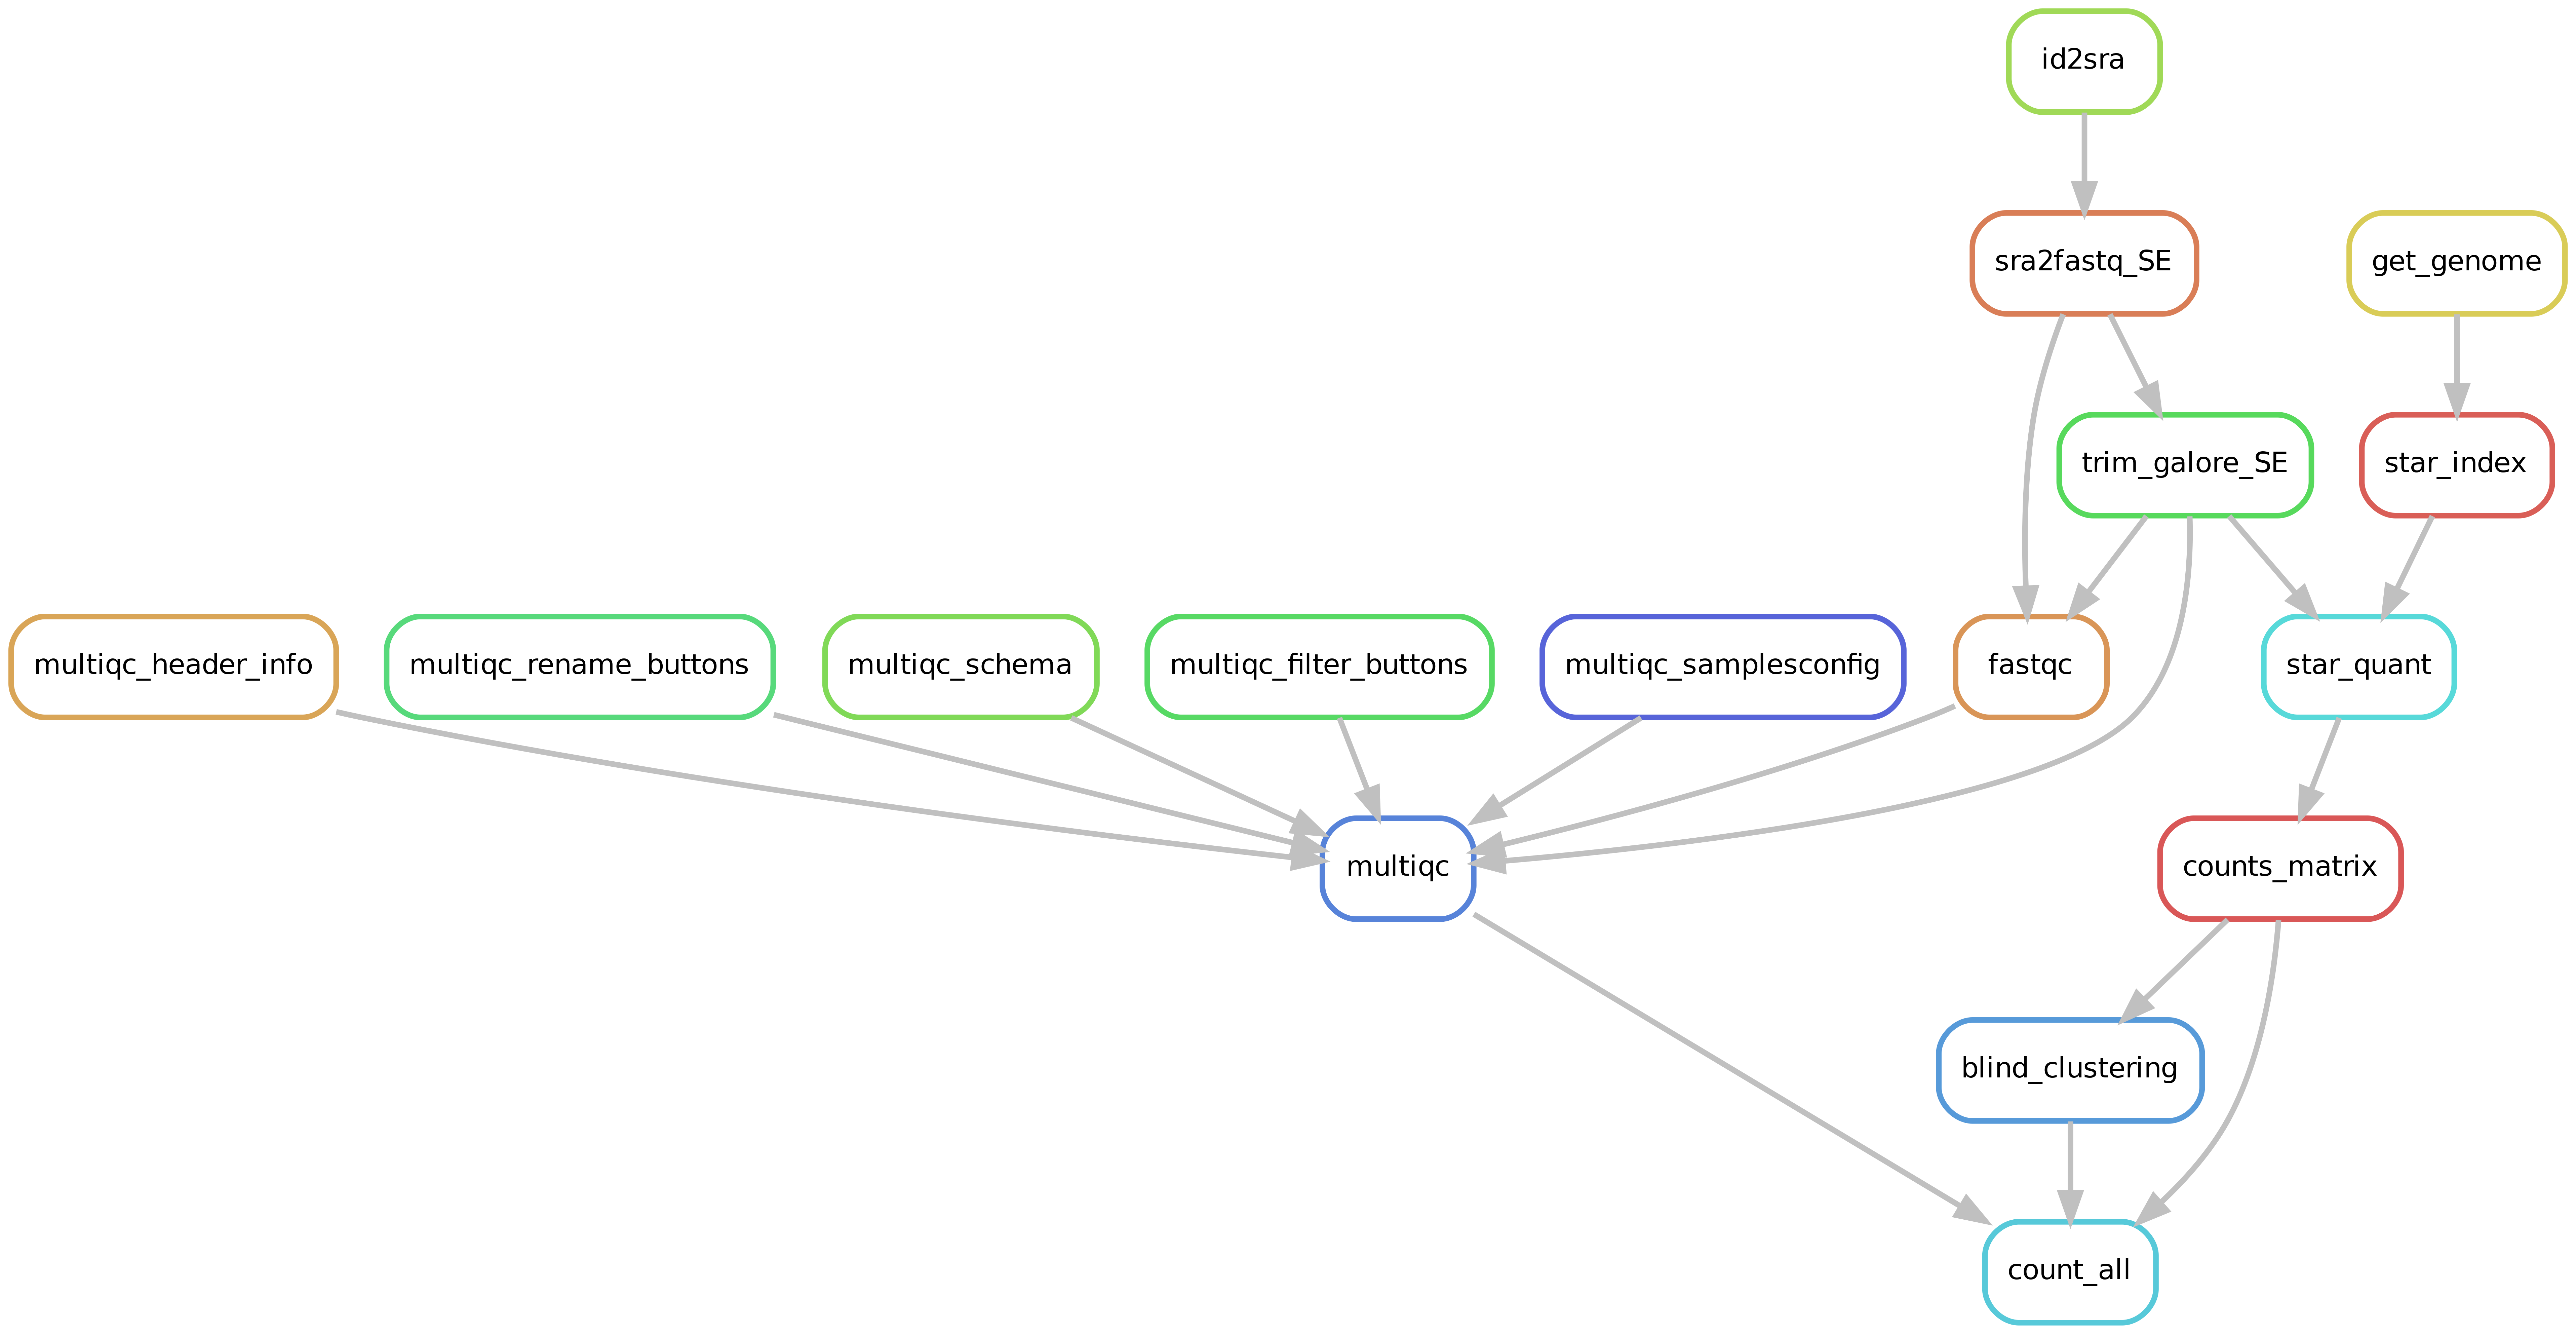 id2sra
sra2fastq_SE
get_genome
trim_galore_SE
star_index
multiqc_header_info
multiqc_rename_buttons
multiqc_schema
multiqc_filter_buttons
multiqc_samplesconfig
fastqc
star_quant
multiqc
counts_matrix
blind_clustering
count_all